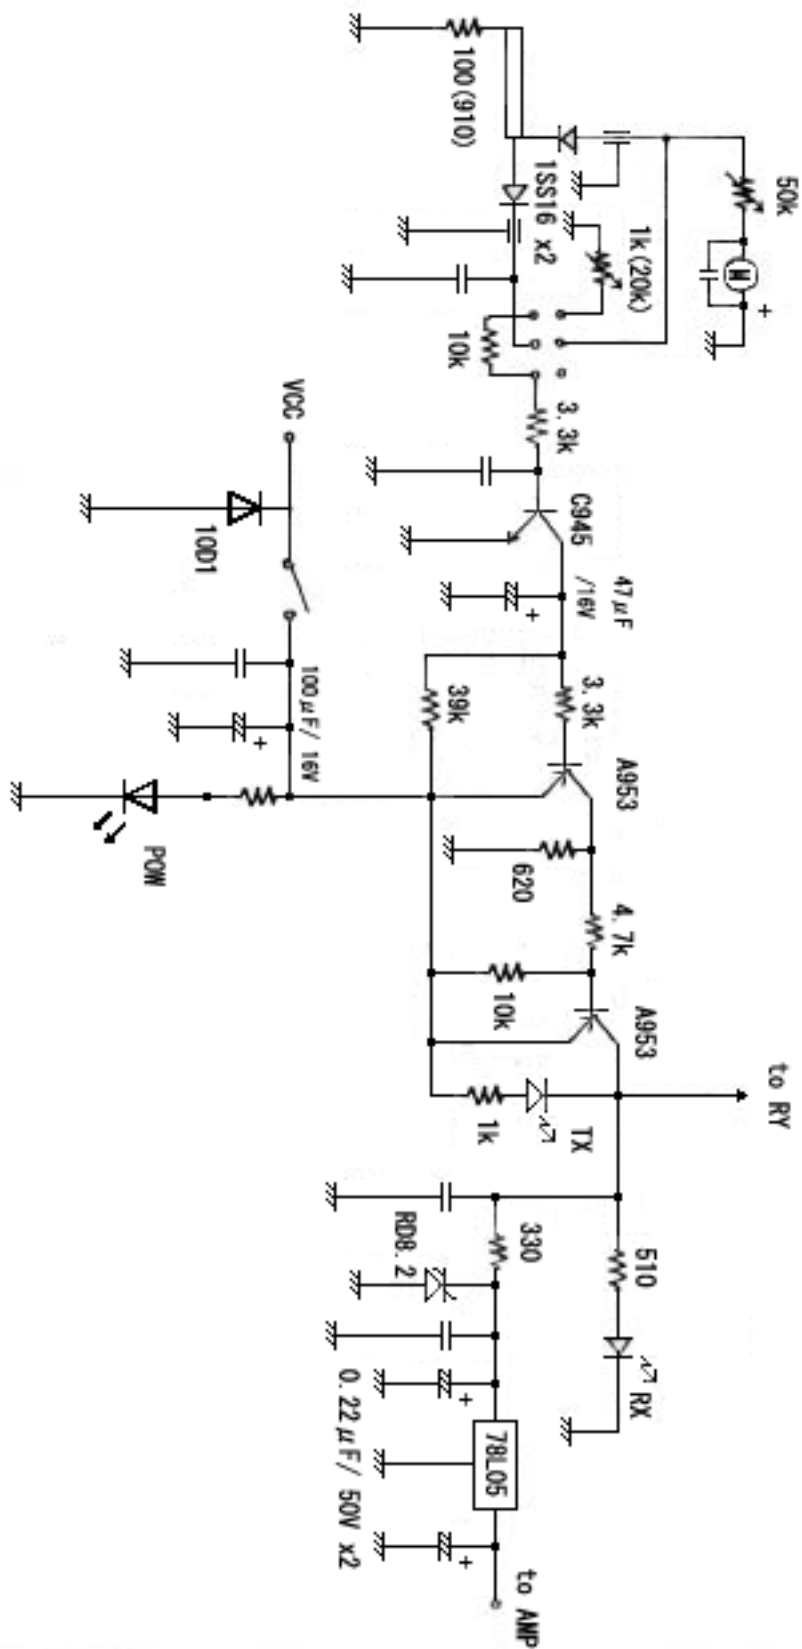 50k
+
M
1k(20k)
1SS16 x2
100(910)
10k
3.3k
C945
47μF
/16V
+
VCC
10D1
100μF/ 16V
+
39k
3.3k
A953
620
POW
4.7k
10k
A953
to RY
1k
TX
330
510
RD8.2
RX
+
0.22μF/ 50V x2
78L05
+
to AMP